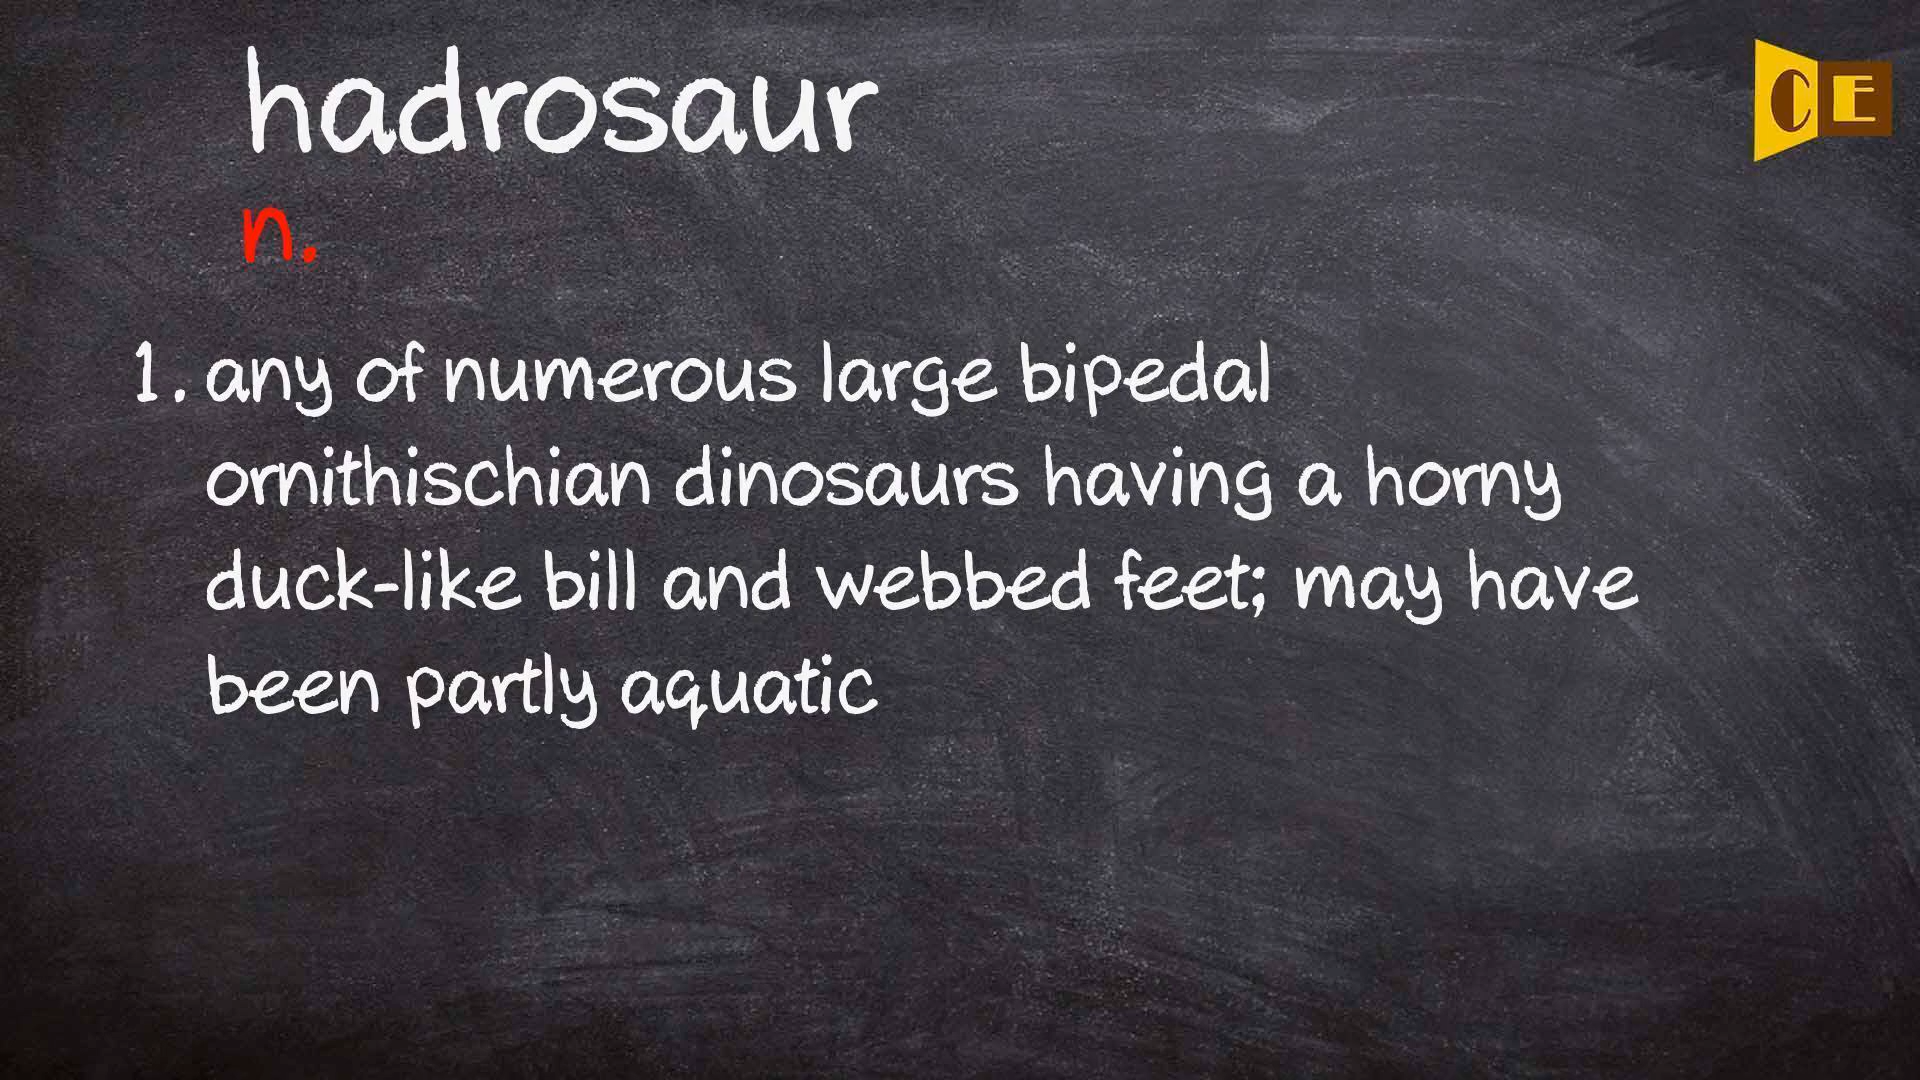 hadrosaur
CE
n.
1. any of numerous large bipedal
ornithischian dinosaurs having a horny
duck-like bill and webbed feet; may have
been partly aquatic